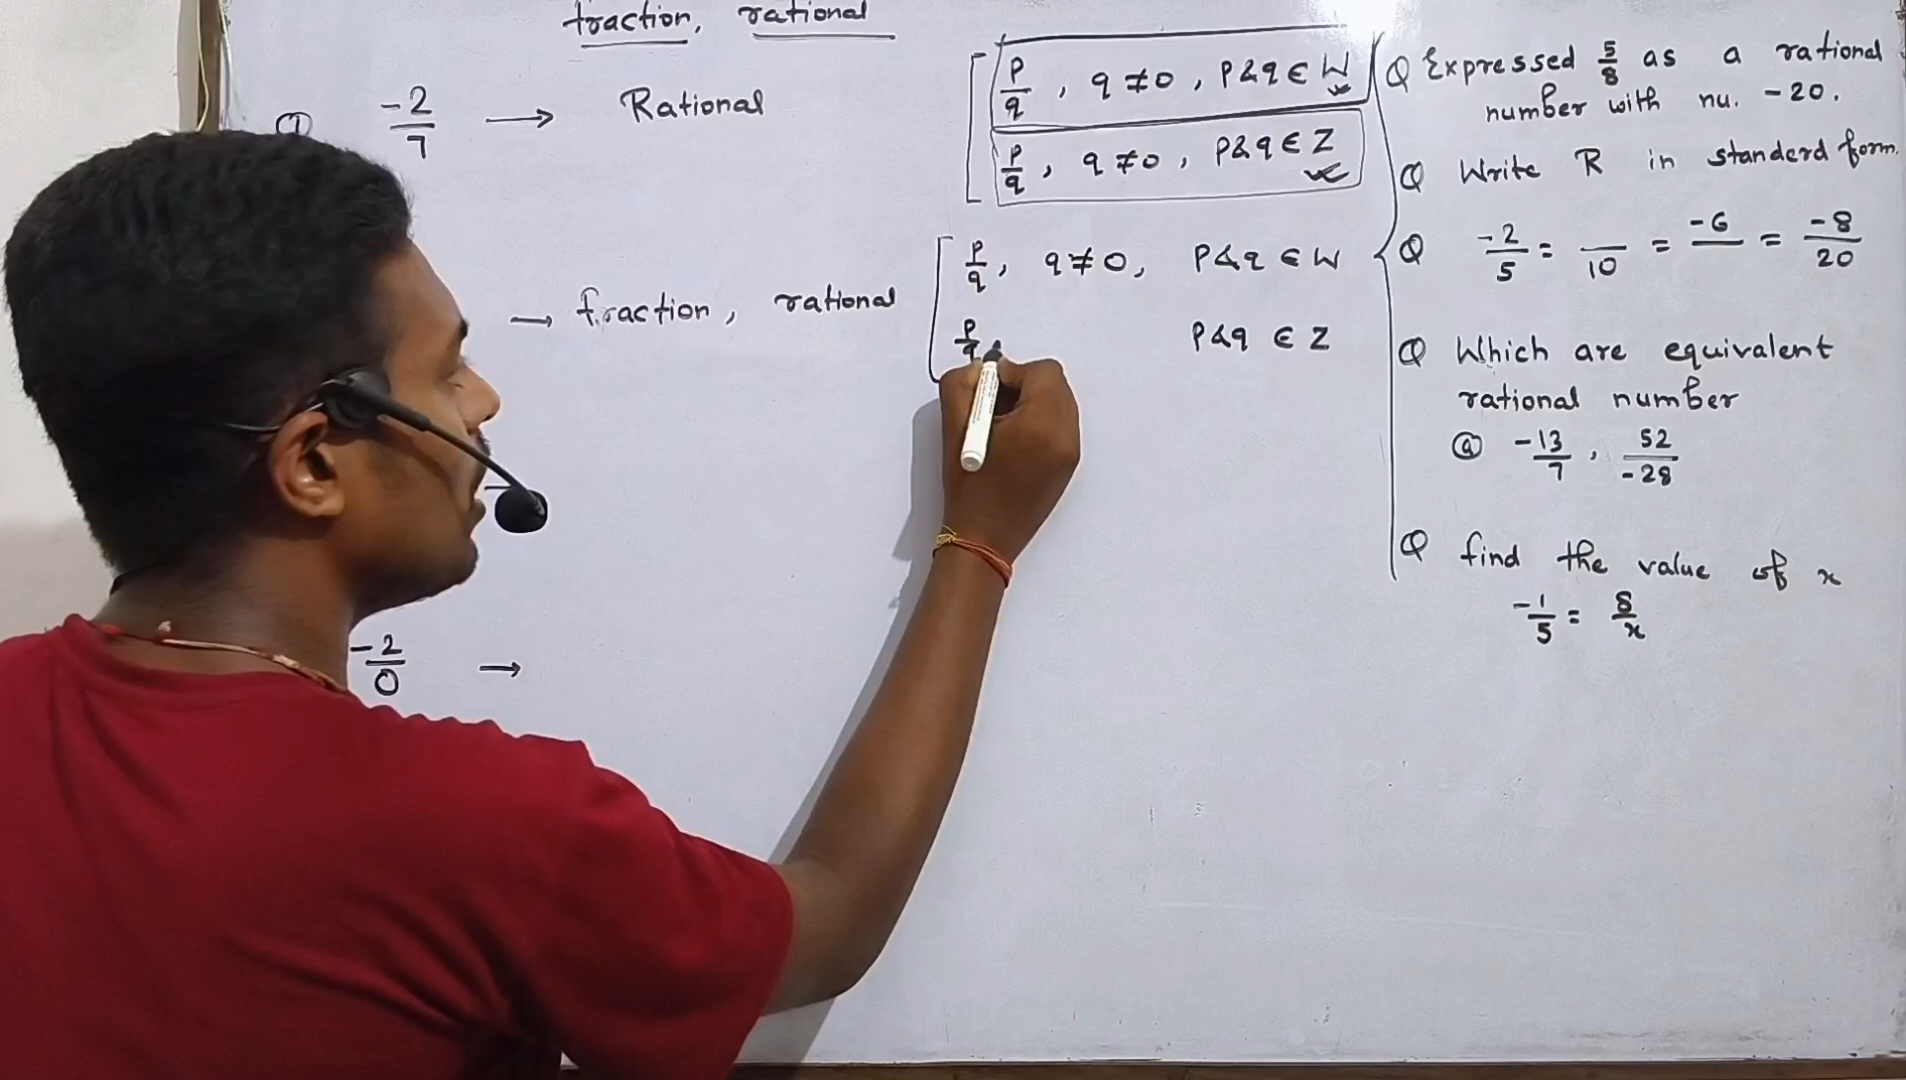 fraction, rational
① -2/7 → Rational
p/q, q≠0, p&q∈W
p/q, q≠0, p&q∈Z
→ fraction, rational
p/q, q≠0, p&q∈W
p/q, p&q∈Z
-2/0 →
Q Expressed 5/8 as a rational
number with nu. -20.
Q Write R in standerd form.
Q -2/5 = __/10 = -6/__ = -8/20
Q Which are equivalent
rational number
ⓐ -13/7, 52/-28
Q find the value of x
-1/5 = 8/x